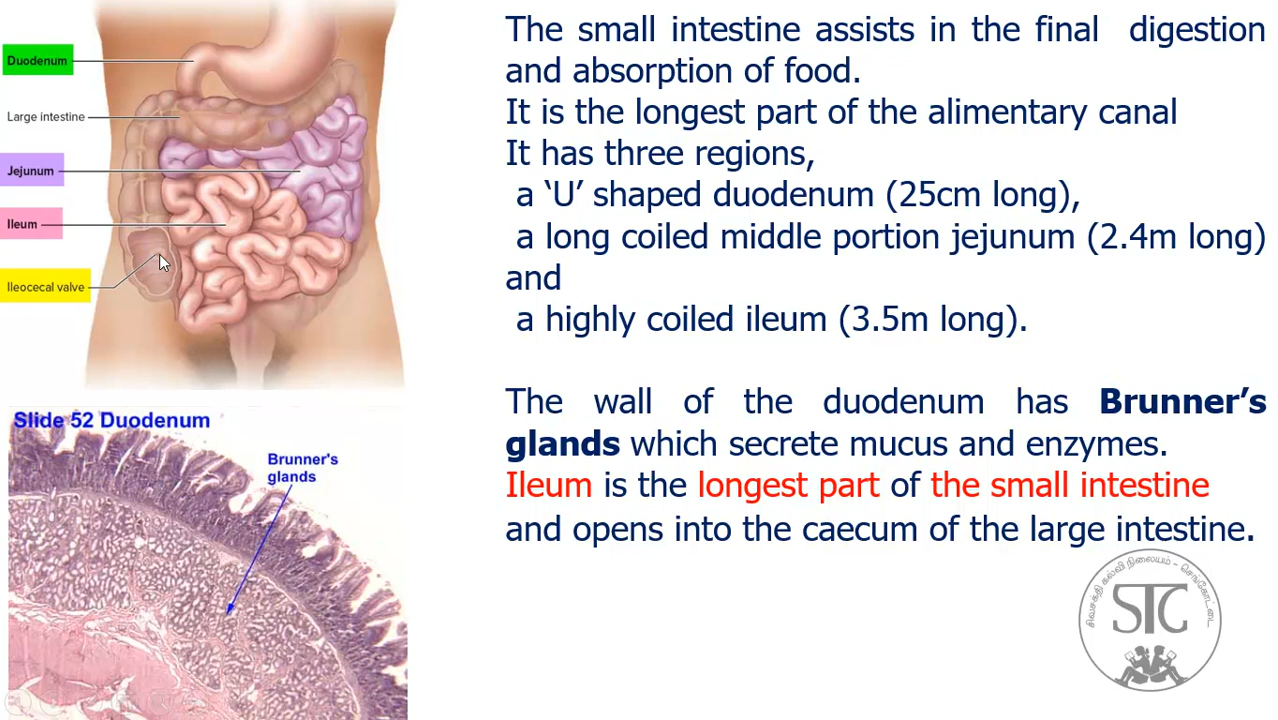 Duodenum
Large intestine
Jejunum
Ileum
Ileocecal valve
Slide 52 Duodenum
Brunner's
glands
The small intestine assists in the final digestion
and absorption of food.
It is the longest part of the alimentary canal
It has three regions,
a ‘U’ shaped duodenum (25cm long),
a long coiled middle portion jejunum (2.4m long)
and
a highly coiled ileum (3.5m long).
The wall of the duodenum has Brunner’s
glands which secrete mucus and enzymes.
Ileum is the longest part of the small intestine
and opens into the caecum of the large intestine.
சிவசக்தி கல்வி நிலையம் - செங்கோட்டை
STC